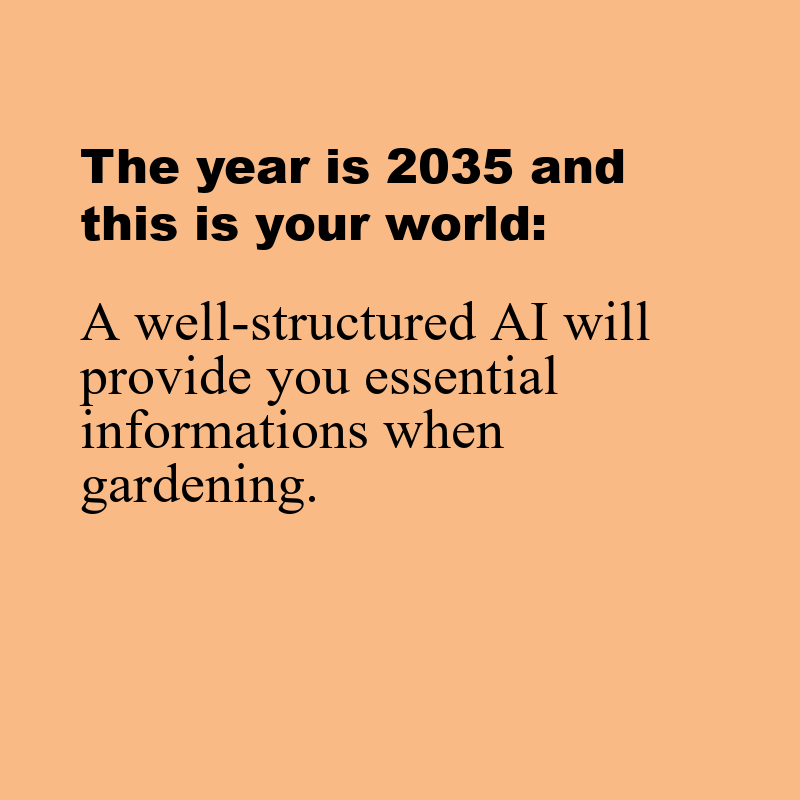 The year is 2035 and
this is your world:
A well-structured AI will
provide you essential
informations when
gardening.